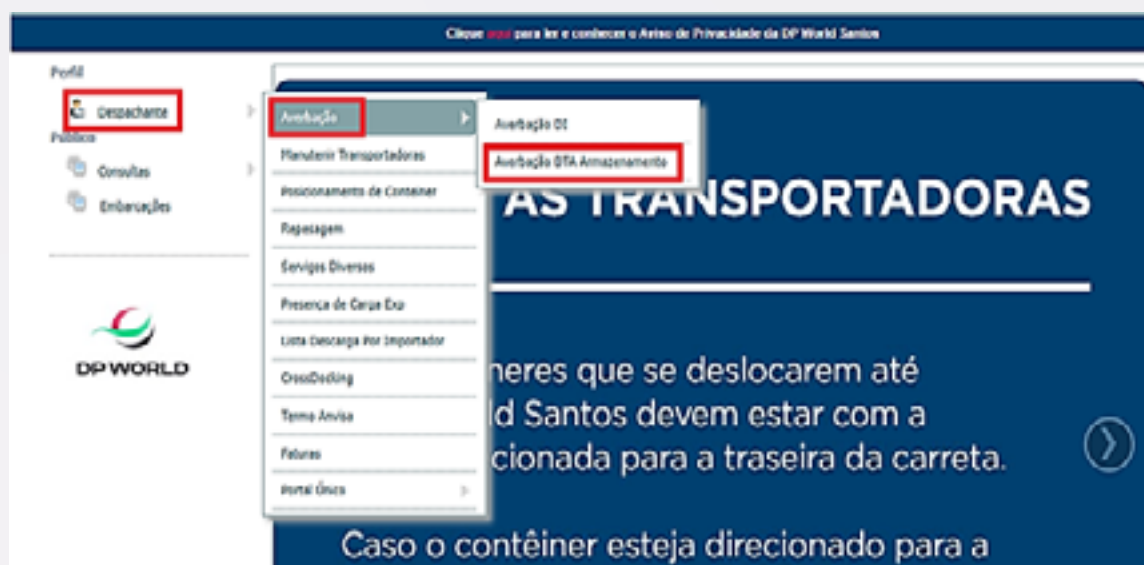 Clique aqui para ler e conhecer o Aviso de Privacidade da DP World Santos
Perfil
Despachante
Público
Consultas
Embarcações
DP WORLD
Averbação
Manutenir Transportadoras
Posicionamento de Container
Repesagem
Serviços Diversos
Presença de Carga Exp
Lista Descarga Por Importador
CrossDocking
Termo Anvisa
Faturas
Portal Único
Averbação DI
Averbação DTA Armazenamento
AS TRANSPORTADORAS
neres que se deslocarem até
ld Santos devem estar com a
cionada para a traseira da carreta.
Caso o contêiner esteja direcionado para a